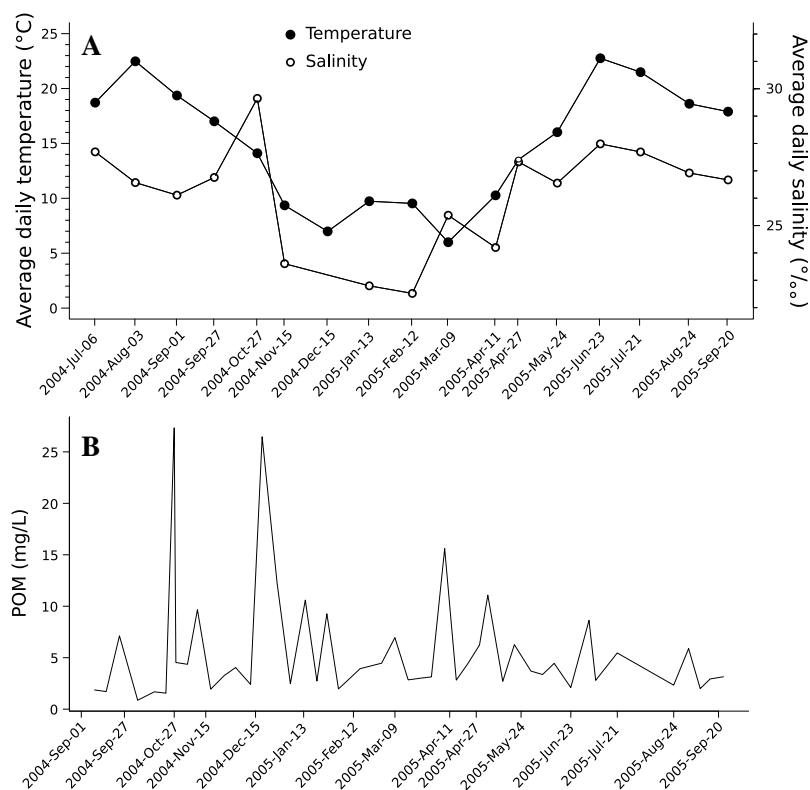 A
Temperature
Salinity
Average daily temperature (°C)
25
20
15
10
5
0
Average daily salinity (°/₀₀)
30
25
2004-Jul-06
2004-Aug-03
2004-Sep-01
2004-Sep-27
2004-Oct-27
2004-Nov-15
2004-Dec-15
2005-Jan-13
2005-Feb-12
2005-Mar-09
2005-Apr-11
2005-Apr-27
2005-May-24
2005-Jun-23
2005-Jul-21
2005-Aug-24
2005-Sep-20
B
POM (mg/L)
25
20
15
10
5
0
2004-Sep-01
2004-Sep-27
2004-Oct-27
2004-Nov-15
2004-Dec-15
2005-Jan-13
2005-Feb-12
2005-Mar-09
2005-Apr-11
2005-Apr-27
2005-May-24
2005-Jun-23
2005-Jul-21
2005-Aug-24
2005-Sep-20